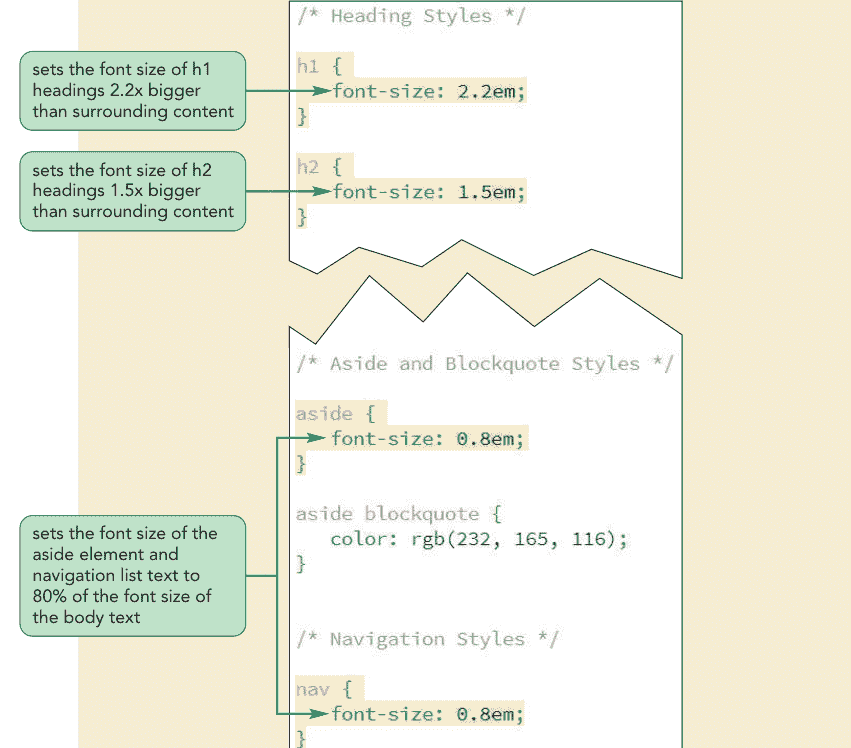 /* Heading Styles */
sets the font size of h1
headings 2.2x bigger
than surrounding content
h1 {
font-size: 2.2em;
}
sets the font size of h2
headings 1.5x bigger
than surrounding content
h2 {
font-size: 1.5em;
}
/* Aside and Blockquote Styles */
aside {
font-size: 0.8em;
}
aside blockquote {
color: rgb(232, 165, 116);
}
sets the font size of the
aside element and
navigation list text to
80% of the font size of
the body text
/* Navigation Styles */
nav {
font-size: 0.8em;
}